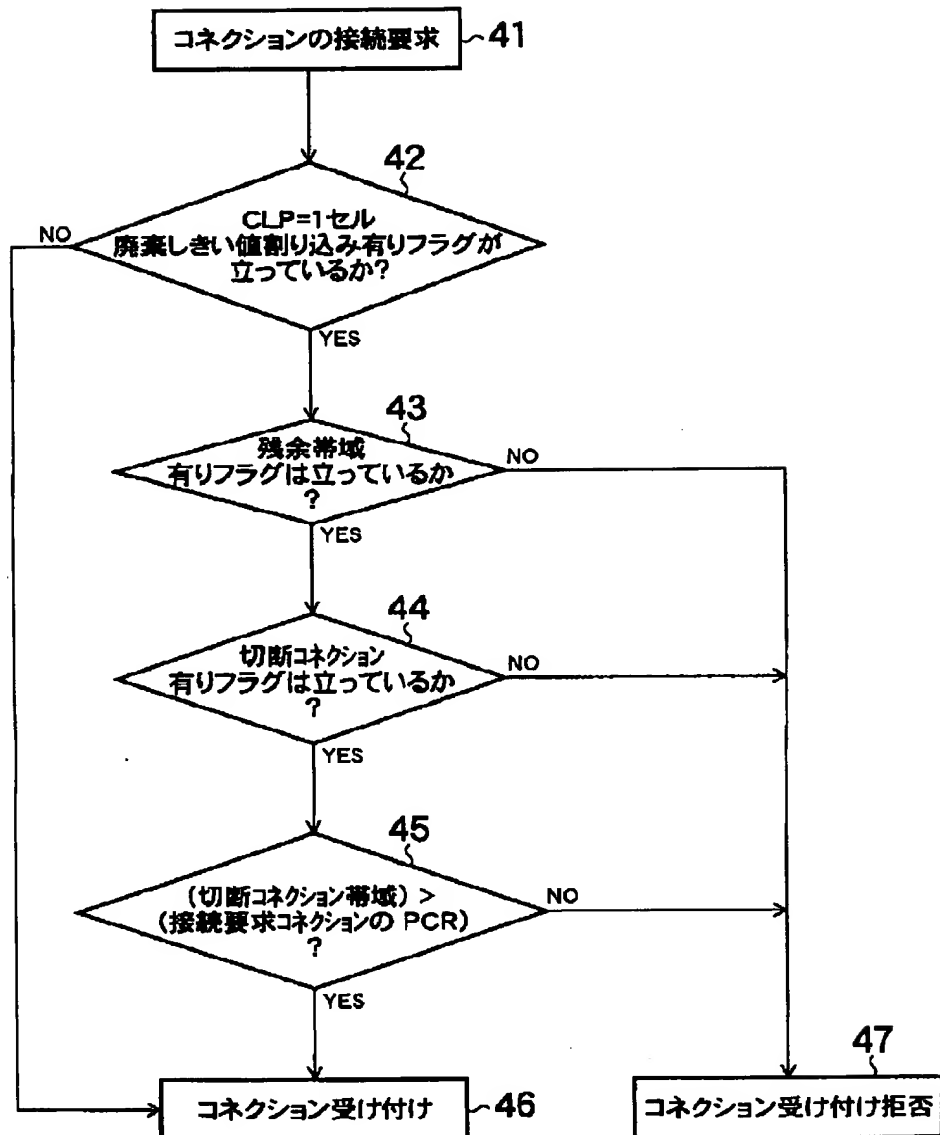 コネクションの接続要求 41
42
CLP=1セル
廃棄しきい値割り込み有りフラグが
立っているか?
NO
YES
43
残余帯域
有りフラグは立っているか
?
NO
YES
44
切断コネクション
有りフラグは立っているか
?
NO
YES
45
(切断コネクション帯域) >
(接続要求コネクションの PCR)
?
NO
YES
コネクション受け付け 46
47
コネクション受け付け拒否